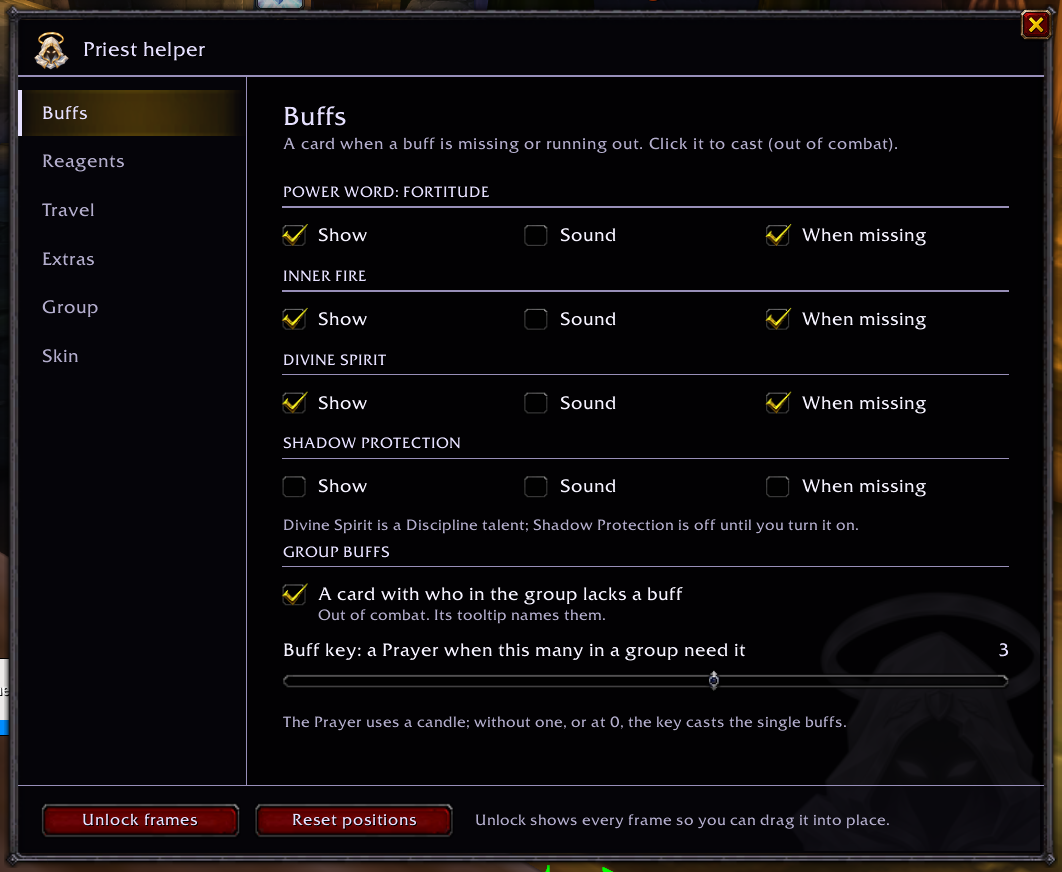 Priest helper
Buffs
Reagents
Travel
Extras
Group
Skin
Buffs
A card when a buff is missing or running out. Click it to cast (out of combat).
POWER WORD: FORTITUDE
Show Sound When missing
INNER FIRE
Show Sound When missing
DIVINE SPIRIT
Show Sound When missing
SHADOW PROTECTION
Show Sound When missing
Divine Spirit is a Discipline talent; Shadow Protection is off until you turn it on.
GROUP BUFFS
A card with who in the group lacks a buff
Out of combat. Its tooltip names them.
Buff key: a Prayer when this many in a group need it 3
The Prayer uses a candle; without one, or at 0, the key casts the single buffs.
Unlock frames Reset positions Unlock shows every frame so you can drag it into place.